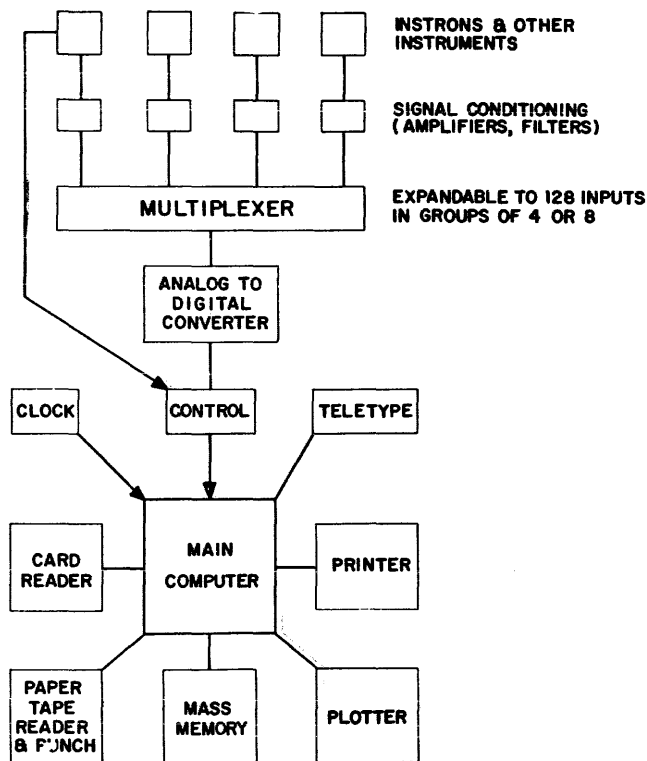 INSTRONS & OTHER
INSTRUMENTS
SIGNAL CONDITIONING
(AMPLIFIERS, FILTERS)
MULTIPLEXER
EXPANDABLE TO 128 INPUTS
IN GROUPS OF 4 OR 8
ANALOG TO
DIGITAL
CONVERTER
CLOCK
CONTROL
TELETYPE
CARD
READER
MAIN
COMPUTER
PRINTER
PAPER
TAPE
READER
& PUNCH
MASS
MEMORY
PLOTTER